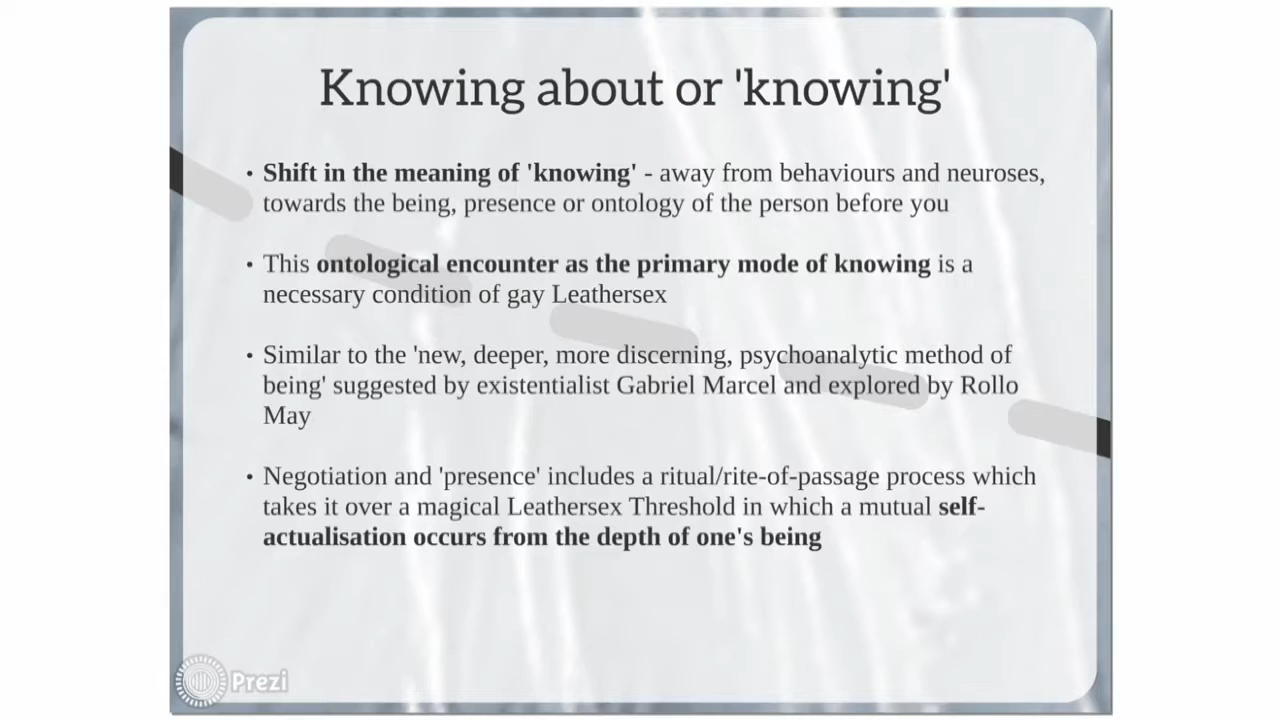 Knowing about or 'knowing'
• Shift in the meaning of 'knowing' - away from behaviours and neuroses,
towards the being, presence or ontology of the person before you
• This ontological encounter as the primary mode of knowing is a
necessary condition of gay Leathersex
• Similar to the 'new, deeper, more discerning, psychoanalytic method of
being' suggested by existentialist Gabriel Marcel and explored by Rollo
May
• Negotiation and 'presence' includes a ritual/rite-of-passage process which
takes it over a magical Leathersex Threshold in which a mutual self-
actualisation occurs from the depth of one's being
Prezi